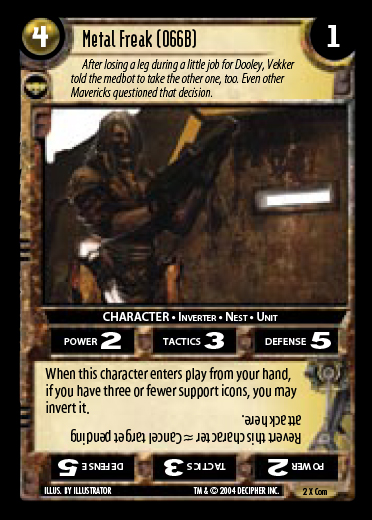 4
Metal Freak (066B)
1
After losing a leg during a little job for Dooley, Vekker
told the medbot to take the other one, too. Even other
Mavericks questioned that decision.
CHARACTER • INVERTER • NEST • UNIT
POWER 2 TACTICS 3 DEFENSE 5
When this character enters play from your hand,
if you have three or fewer support icons, you may
invert it.
Revert this character ≈ Cancel target pending
attack here.
POWER 2 TACTICS 3 DEFENSE 5
ILLUS. BY ILLUSTRATOR TM & © 2004 DECIPHER INC. 2 X Com